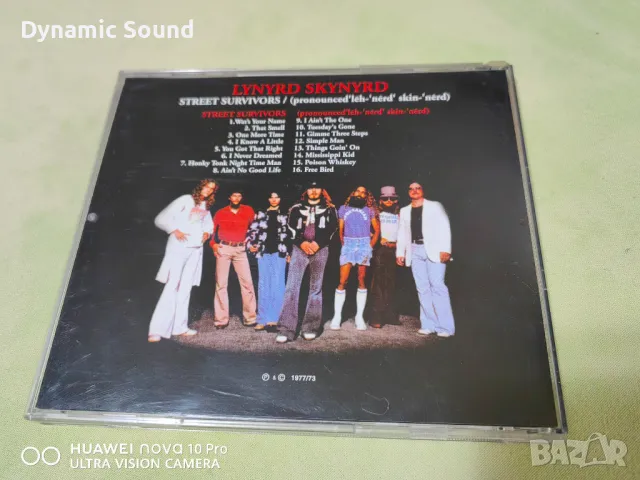 Dynamic Sound
LYNYRD SKYNYRD
STREET SURVIVORS / (pronounced'lĕh-'nérd' skin-'nérd)
STREET SURVIVORS
1.Wat's Your Name
2. That Smell
3. One More Time
4. I Know A Little
5. You Got That Right
6. I Never Dreamed
7. Honky Tonk Night Time Man
8. Ain't No Good Life
(pronounced'lĕh-'nérd' skin-'nérd)
9. I Ain't The One
10. Tuesday's Gone
11. Gimme Three Steps
12. Simple Man
13. Things Goin' On
14. Mississippi Kid
15. Poison Whiskey
16. Free Bird
℗ & © 1977/73
HUAWEI nova 10 Pro
ULTRA VISION CAMERA
BAZAR